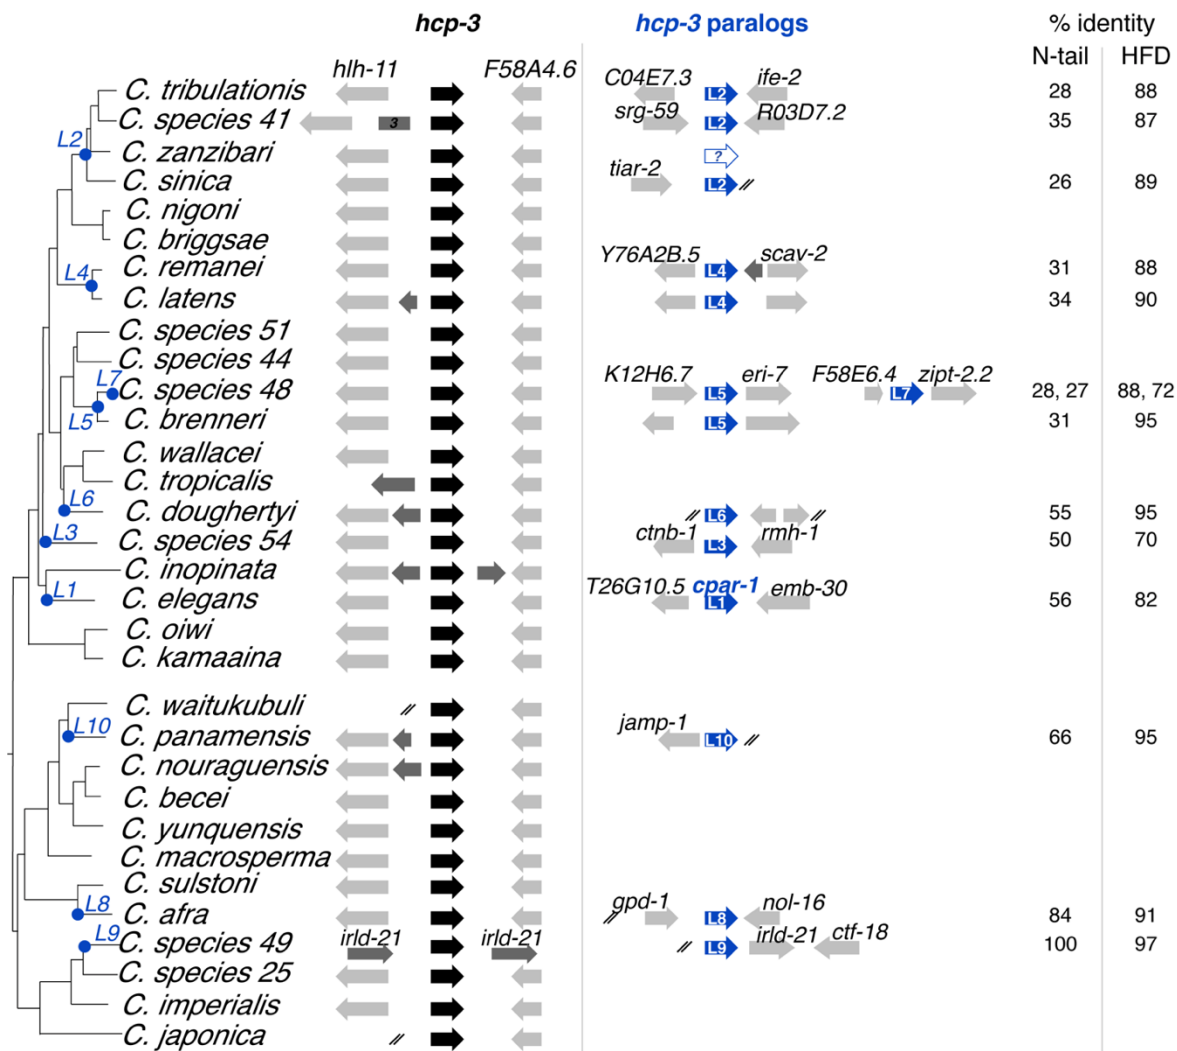 hcp-3 hcp-3 paralogs % identity
N-tail HFD
hlh-11 F58A4.6 C04E7.3 ife-2
C. tribulationis L2 28 88
srg-59 R03D7.2
C. species 41 3 L2 35 87
L2
C. zanzibari ?
tiar-2
C. sinica L2 26 89
C. nigoni
C. briggsae
Y76A2B.5 scav-2
L4 C. remanei L4 31 88
C. latens L4 34 90
C. species 51
C. species 44
K12H6.7 eri-7 F58E6.4 zipt-2.2
L7 C. species 48 L5 L7 28, 27 88, 72
L5 C. brenneri L5 31 95
C. wallacei
C. tropicalis
L6 C. doughertyi L6 55 95
ctnb-1 rmh-1
L3 C. species 54 L3 50 70
C. inopinata
T26G10.5 cpar-1 emb-30
L1 C. elegans L1 56 82
C. oiwi
C. kamaaina
C. waitukubuli
jamp-1
L10 C. panamensis L10 66 95
C. nouraguensis
C. becei
C. yunquensis
C. macrosperma
C. sulstoni
gpd-1 nol-16
L8 C. afra L8 84 91
irld-21 irld-21 irld-21 ctf-18
L9 C. species 49 L9 100 97
C. species 25
C. imperialis
C. japonica